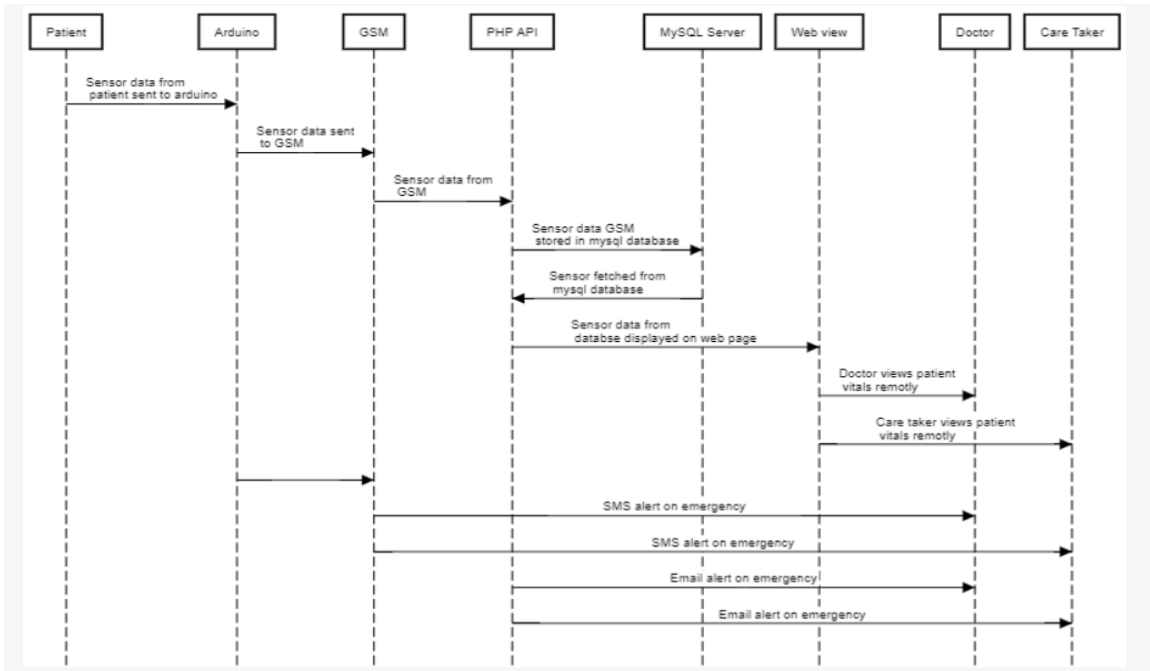 Patient
Arduino
GSM
PHP API
MySQL Server
Web view
Doctor
Care Taker
Sensor data from
patient sent to arduino
Sensor data sent
to GSM
Sensor data from
GSM
Sensor data GSM
stored in mysql database
Sensor fetched from
mysql database
Sensor data from
databse displayed on web page
Doctor views patient
vitals remotly
Care taker views patient
vitals remotly
SMS alert on emergency
SMS alert on emergency
Email alert on emergency
Email alert on emergency